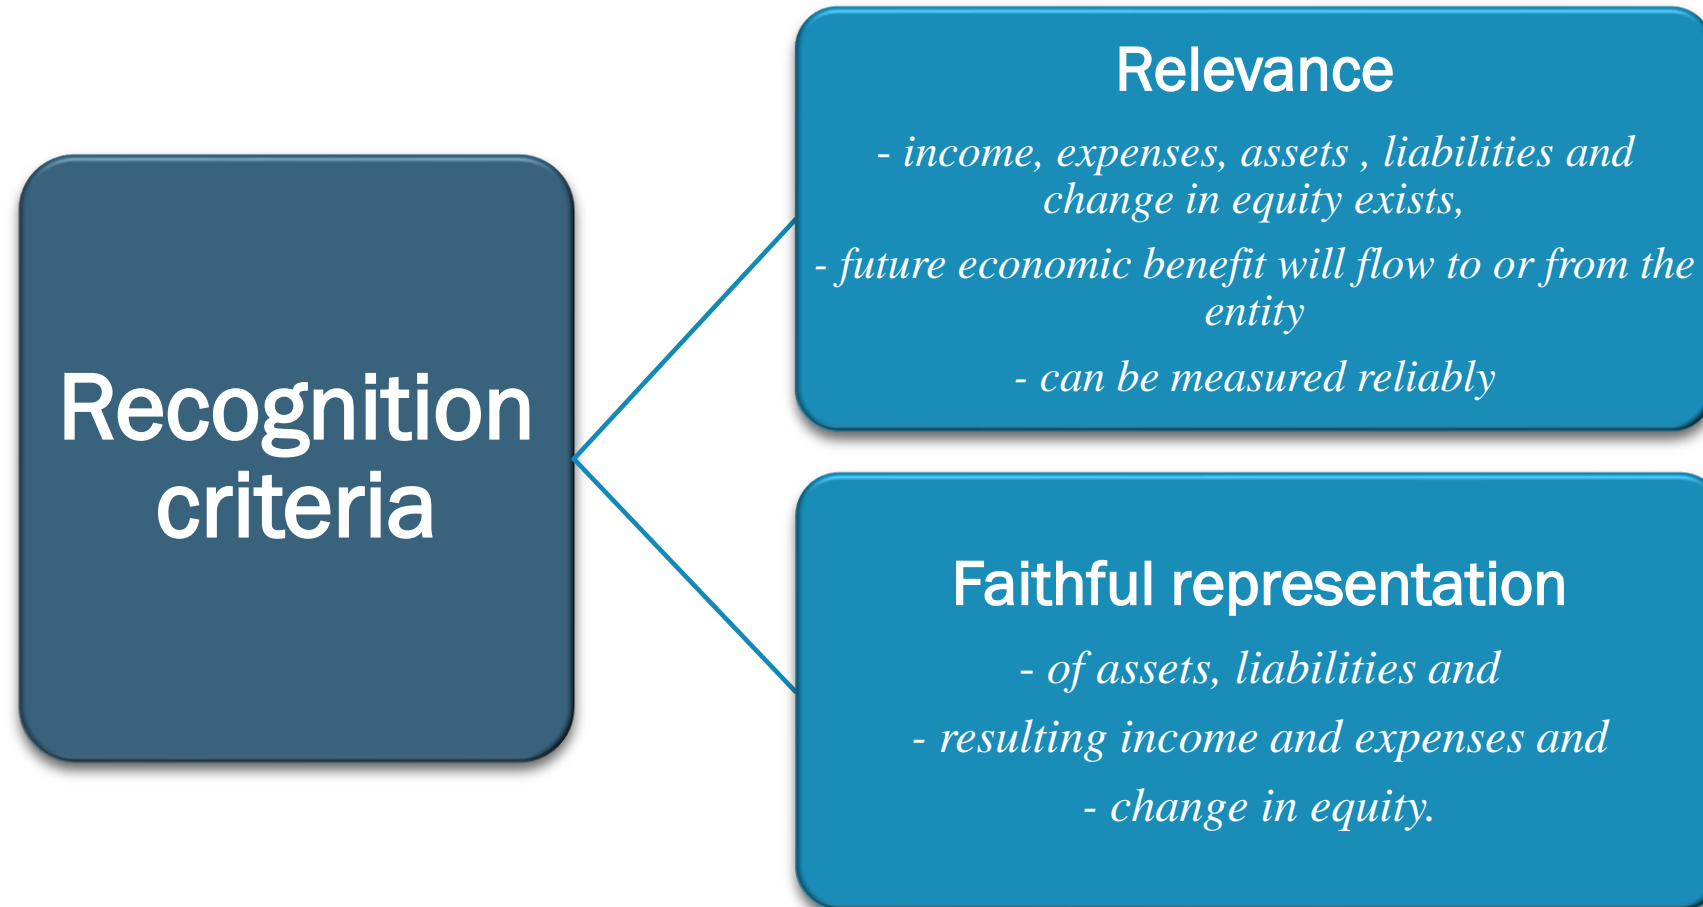 Recognition
criteria
Relevance
- income, expenses, assets , liabilities and
change in equity exists,
- future economic benefit will flow to or from the
entity
- can be measured reliably
Faithful representation
- of assets, liabilities and
- resulting income and expenses and
- change in equity.